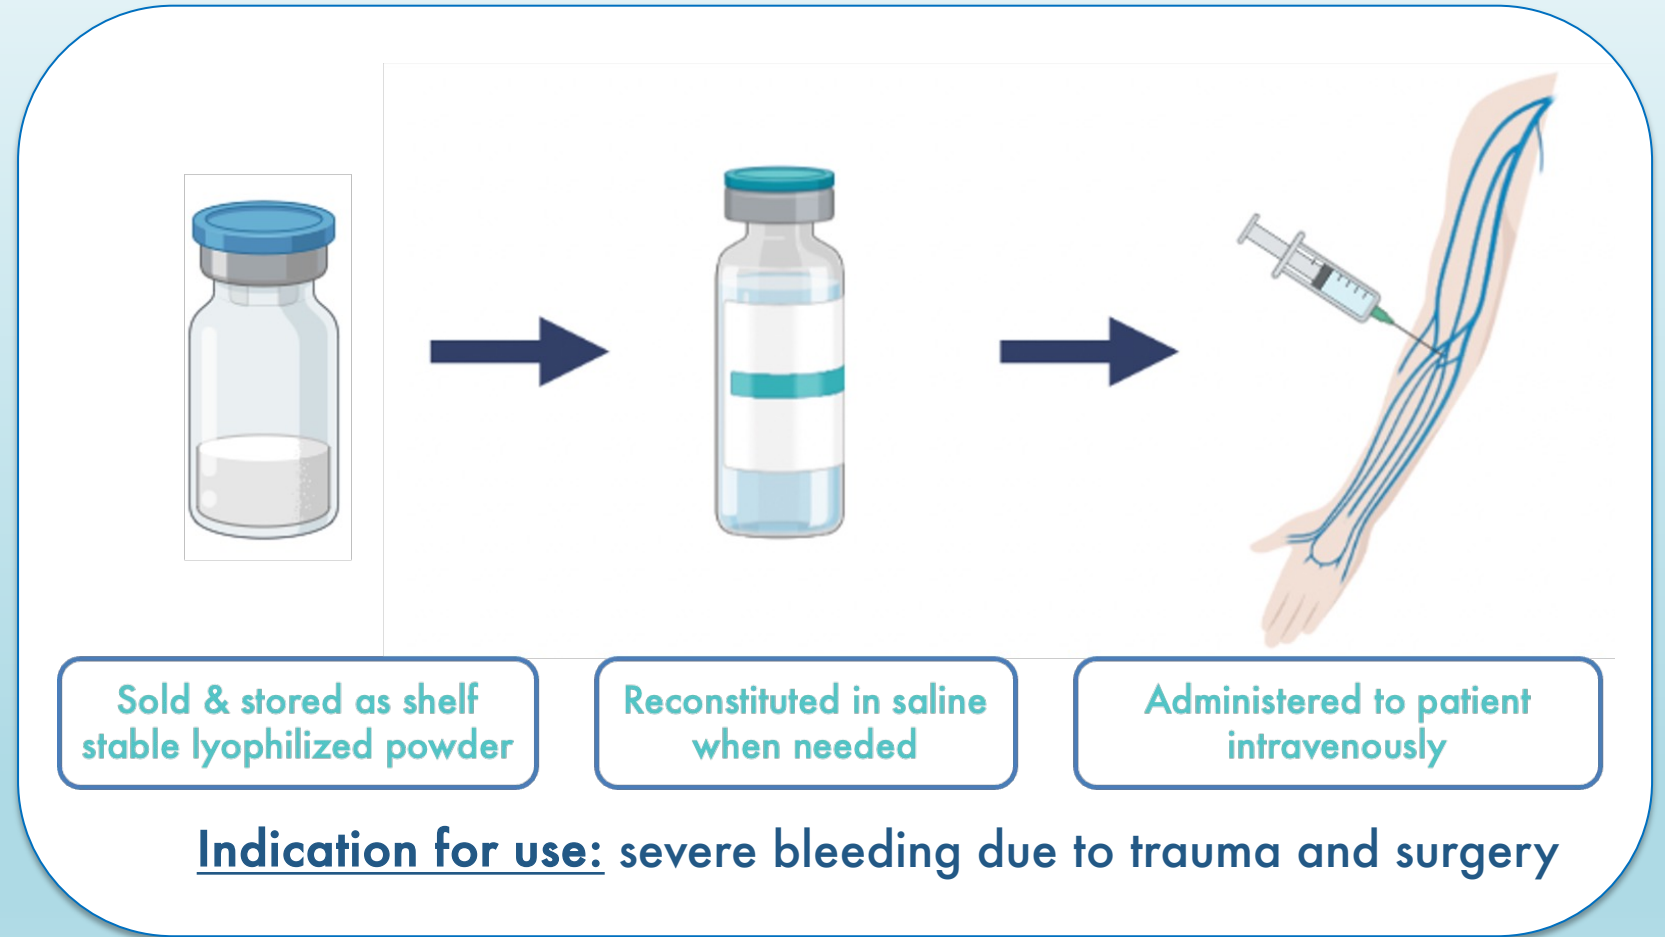 Sold & stored as shelf
stable lyophilized powder
Reconstituted in saline
when needed
Administered to patient
intravenously
Indication for use: severe bleeding due to trauma and surgery